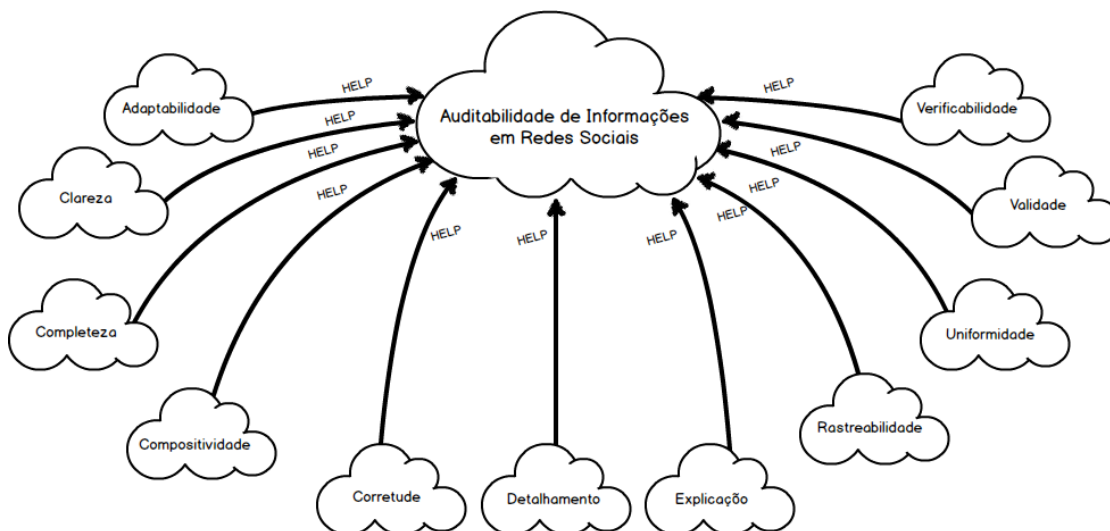 Auditabilidade de Informações
em Redes Sociais
Adaptabilidade
HELP
Clareza
HELP
Completeza
HELP
Compositividade
HELP
Corretude
HELP
Detalhamento
HELP
Explicação
HELP
Rastreabilidade
HELP
Uniformidade
HELP
Validade
HELP
Verificabilidade
HELP